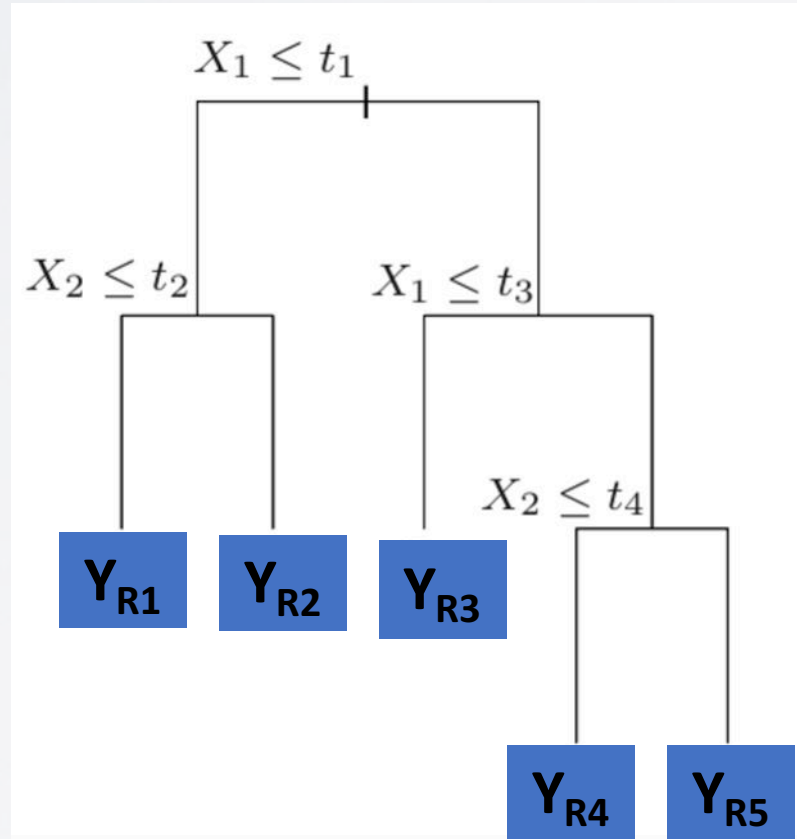 X₁ ≤ t₁
X₂ ≤ t₂
X₁ ≤ t₃
X₂ ≤ t₄
Y_R1
Y_R2
Y_R3
Y_R4
Y_R5